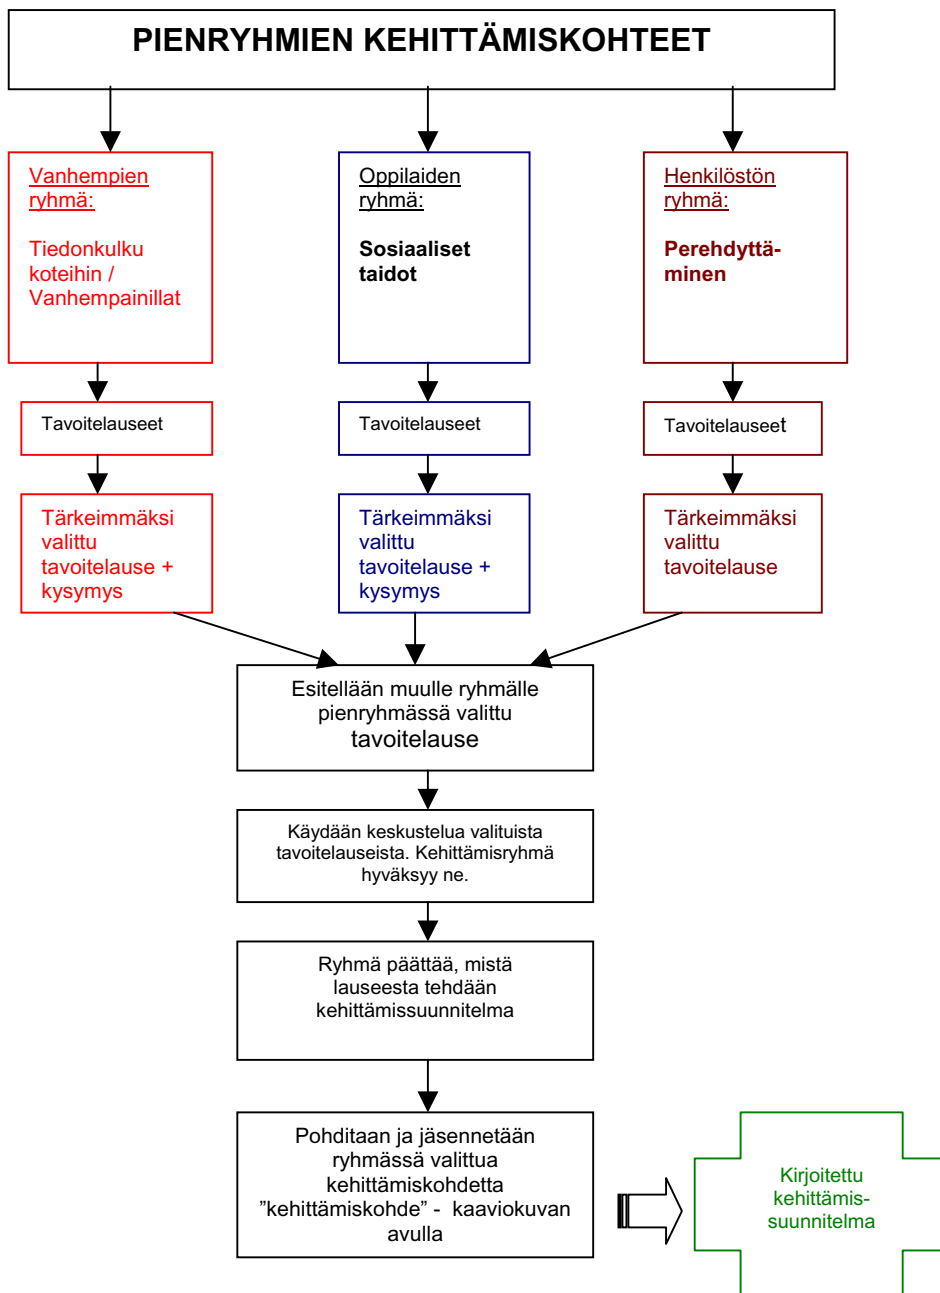 PIENRYHMIEN KEHITTÄMISKOHTEET
Vanhempien
ryhmä:
Tiedonkulku
koteihin /
Vanhempainillat
Oppilaiden
ryhmä:
Sosiaaliset
taidot
Henkilöstön
ryhmä:
Perehdyttä-
minen
Tavoitelauseet
Tavoitelauseet
Tavoitelauseet
Tärkeimmäksi
valittu
tavoitelause +
kysymys
Tärkeimmäksi
valittu
tavoitelause +
kysymys
Tärkeimmäksi
valittu
tavoitelause
Esitellään muulle ryhmälle
pienryhmässä valittu
tavoitelause
Käydään keskustelua valituista
tavoitelauseista. Kehittämisryhmä
hyväksyy ne.
Ryhmä päättää, mistä
lauseesta tehdään
kehittämissuunnitelma
Pohditaan ja jäsennetään
ryhmässä valittua
kehittämiskohdetta
”kehittämiskohde” - kaaviokuvan
avulla
Kirjoitettu
kehittämis-
suunnitelma